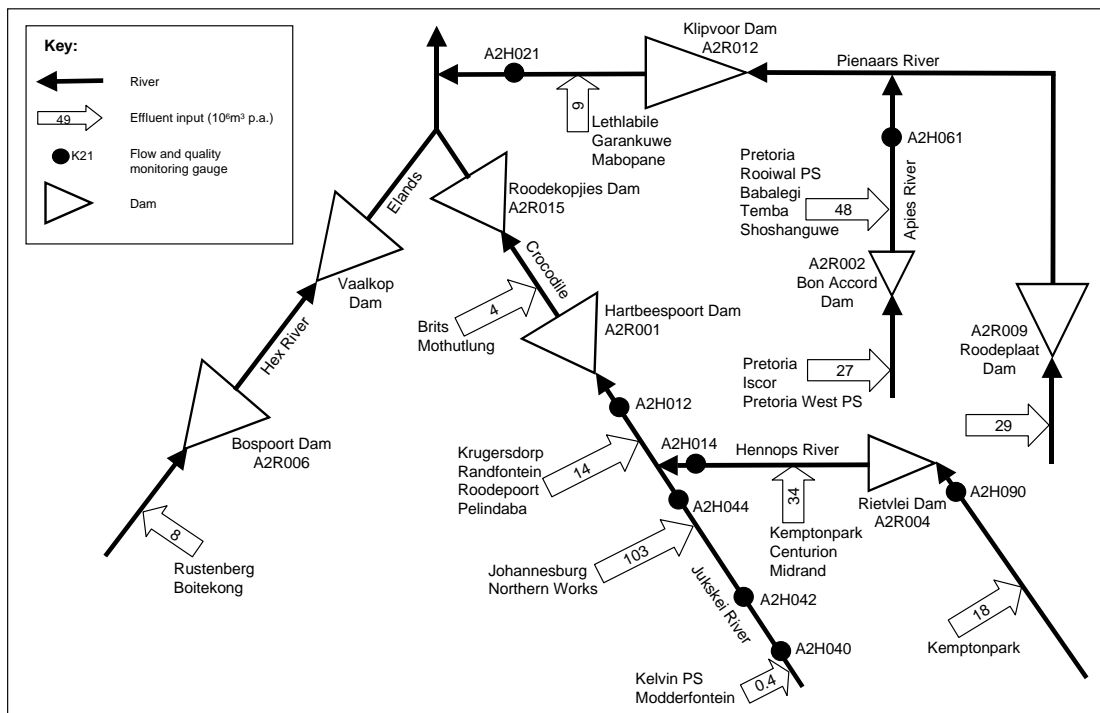 Key:
River
49
Effluent input (10⁶m³ p.a.)
K21
Flow and quality
monitoring gauge
Dam
A2H021
Klipvoor Dam
A2R012
Pienaars River
9
Lethlabile
Garankuwe
Mabopane
A2H061
Pretoria
Rooiwal PS
Babalegi
Temba
Shoshanguwe
48
Apies River
A2R002
Bon Accord
Dam
Elands
Roodekopjies Dam
A2R015
Vaalkop
Dam
Crocodile
4
Brits
Mothutlung
Hartbeespoort Dam
A2R001
Hex River
A2R009
Roodeplaat
Dam
Pretoria
Iscor
Pretoria West PS
27
29
Bospoort Dam
A2R006
8
Rustenberg
Boitekong
A2H012
Krugersdorp
Randfontein
Roodepoort
Pelindaba
14
A2H014
Hennops River
34
Kemptonpark
Centurion
Midrand
Rietvlei Dam
A2R004
A2H090
A2H044
Johannesburg
Northern Works
103
Jukskei River
A2H042
A2H040
Kelvin PS
Modderfontein
0.4
Kemptonpark
18